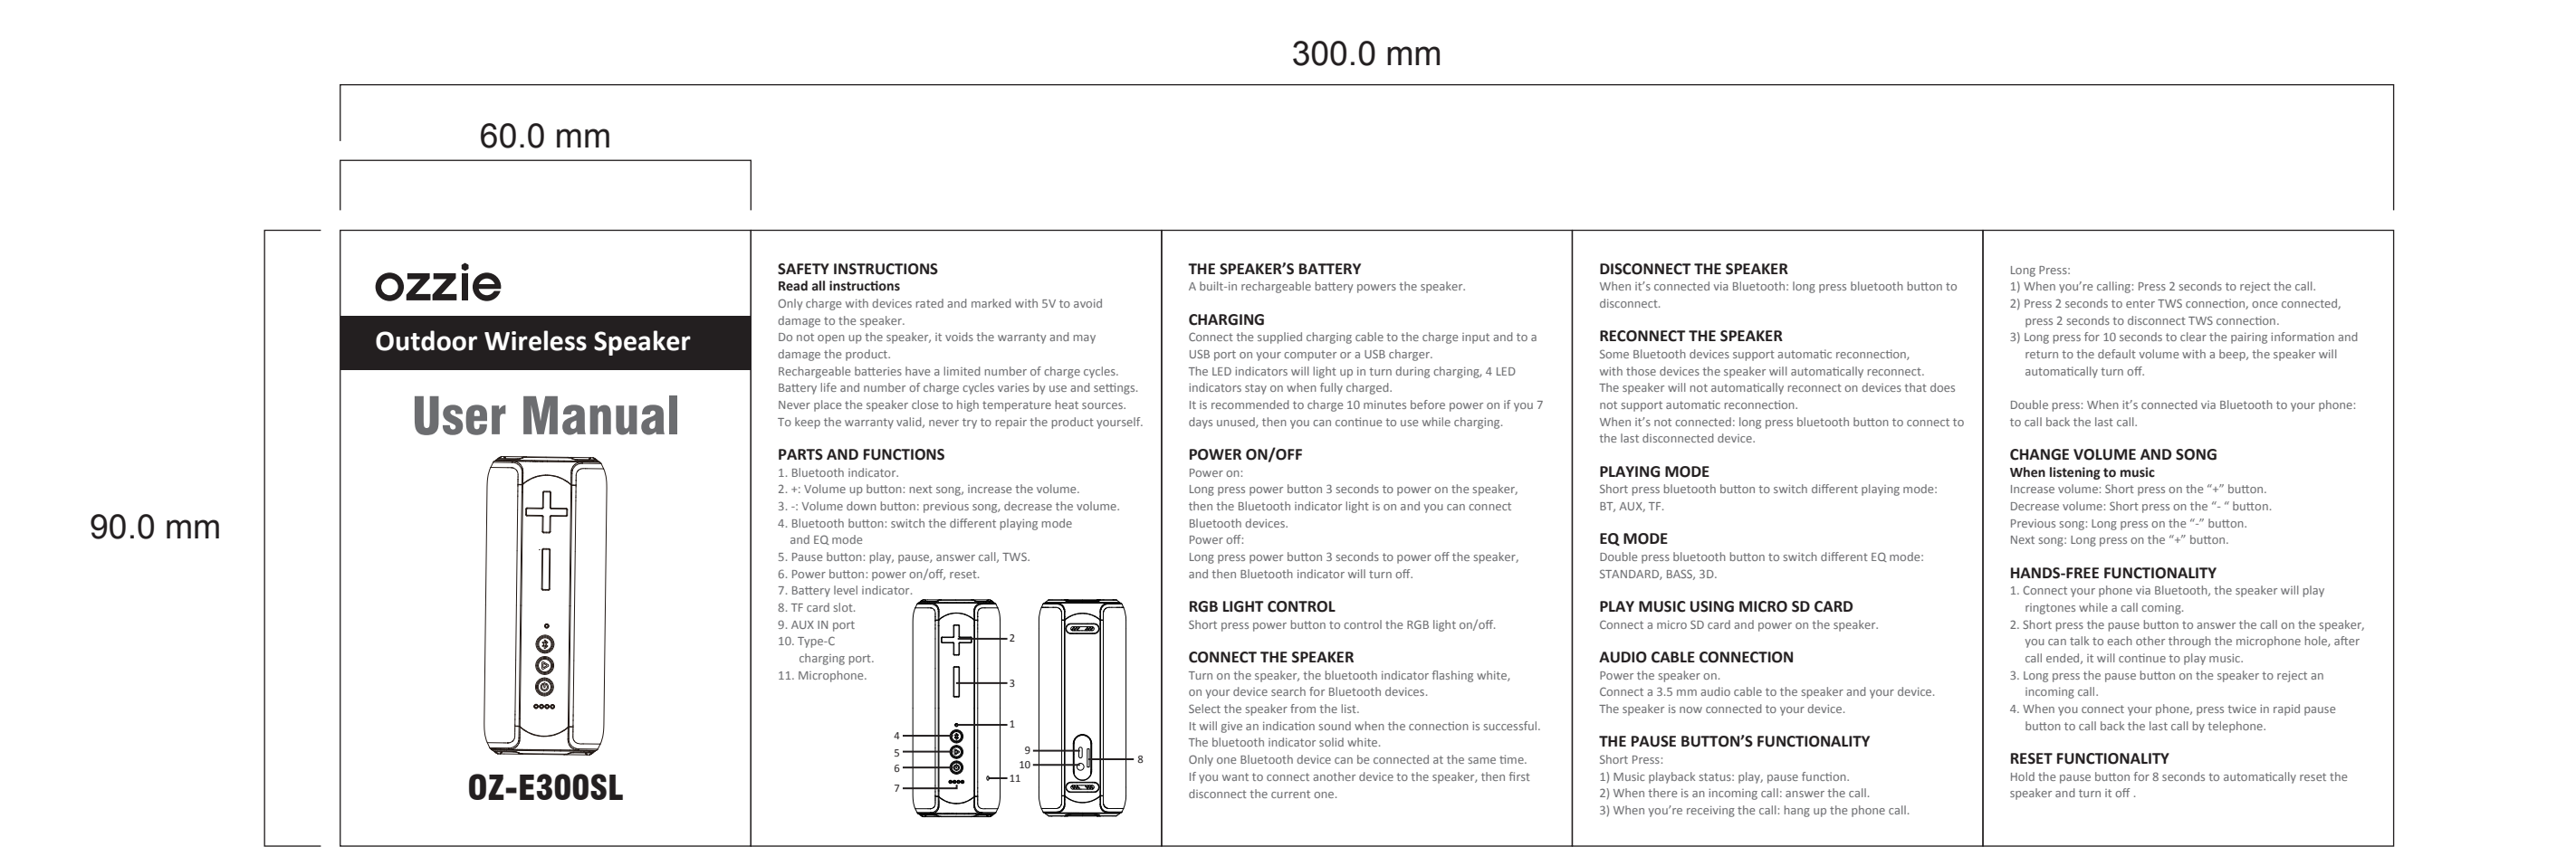 300.0 mm
60.0 mm
90.0 mm
ozzie
Outdoor Wireless Speaker
User Manual
OZ-E300SL
SAFETY INSTRUCTIONS
Read all instructions
Only charge with devices rated and marked with 5V to avoid
damage to the speaker.
Do not open up the speaker, it voids the warranty and may
damage the product.
Rechargeable batteries have a limited number of charge cycles.
Battery life and number of charge cycles varies by use and settings.
Never place the speaker close to high temperature heat sources.
To keep the warranty valid, never try to repair the product yourself.
PARTS AND FUNCTIONS
1. Bluetooth indicator.
2. +: Volume up button: next song, increase the volume.
3. -: Volume down button: previous song, decrease the volume.
4. Bluetooth button: switch the different playing mode
and EQ mode
5. Pause button: play, pause, answer call, TWS.
6. Power button: power on/off, reset.
7. Battery level indicator.
8. TF card slot.
9. AUX IN port
10. Type-C
charging port.
11. Microphone.
2
3
1
4
5
6
7
11
9
10
8
THE SPEAKER’S BATTERY
A built-in rechargeable battery powers the speaker.
CHARGING
Connect the supplied charging cable to the charge input and to a
USB port on your computer or a USB charger.
The LED indicators will light up in turn during charging, 4 LED
indicators stay on when fully charged.
It is recommended to charge 10 minutes before power on if you 7
days unused, then you can continue to use while charging.
POWER ON/OFF
Power on:
Long press power button 3 seconds to power on the speaker,
then the Bluetooth indicator light is on and you can connect
Bluetooth devices.
Power off:
Long press power button 3 seconds to power off the speaker,
and then Bluetooth indicator will turn off.
RGB LIGHT CONTROL
Short press power button to control the RGB light on/off.
CONNECT THE SPEAKER
Turn on the speaker, the bluetooth indicator flashing white,
on your device search for Bluetooth devices.
Select the speaker from the list.
It will give an indication sound when the connection is successful.
The bluetooth indicator solid white.
Only one Bluetooth device can be connected at the same time.
If you want to connect another device to the speaker, then first
disconnect the current one.
DISCONNECT THE SPEAKER
When it’s connected via Bluetooth: long press bluetooth button to
disconnect.
RECONNECT THE SPEAKER
Some Bluetooth devices support automatic reconnection,
with those devices the speaker will automatically reconnect.
The speaker will not automatically reconnect on devices that does
not support automatic reconnection.
When it’s not connected: long press bluetooth button to connect to
the last disconnected device.
PLAYING MODE
Short press bluetooth button to switch different playing mode:
BT, AUX, TF.
EQ MODE
Double press bluetooth button to switch different EQ mode:
STANDARD, BASS, 3D.
PLAY MUSIC USING MICRO SD CARD
Connect a micro SD card and power on the speaker.
AUDIO CABLE CONNECTION
Power the speaker on.
Connect a 3.5 mm audio cable to the speaker and your device.
The speaker is now connected to your device.
THE PAUSE BUTTON’S FUNCTIONALITY
Short Press:
1) Music playback status: play, pause function.
2) When there is an incoming call: answer the call.
3) When you’re receiving the call: hang up the phone call.
Long Press:
1) When you’re calling: Press 2 seconds to reject the call.
2) Press 2 seconds to enter TWS connection, once connected,
press 2 seconds to disconnect TWS connection.
3) Long press for 10 seconds to clear the pairing information and
return to the default volume with a beep, the speaker will
automatically turn off.
Double press: When it’s connected via Bluetooth to your phone:
to call back the last call.
CHANGE VOLUME AND SONG
When listening to music
Increase volume: Short press on the “+” button.
Decrease volume: Short press on the “- “ button.
Previous song: Long press on the “-” button.
Next song: Long press on the “+” button.
HANDS-FREE FUNCTIONALITY
1. Connect your phone via Bluetooth, the speaker will play
ringtones while a call coming.
2. Short press the pause button to answer the call on the speaker,
you can talk to each other through the microphone hole, after
call ended, it will continue to play music.
3. Long press the pause button on the speaker to reject an
incoming call.
4. When you connect your phone, press twice in rapid pause
button to call back the last call by telephone.
RESET FUNCTIONALITY
Hold the pause button for 8 seconds to automatically reset the
speaker and turn it off .